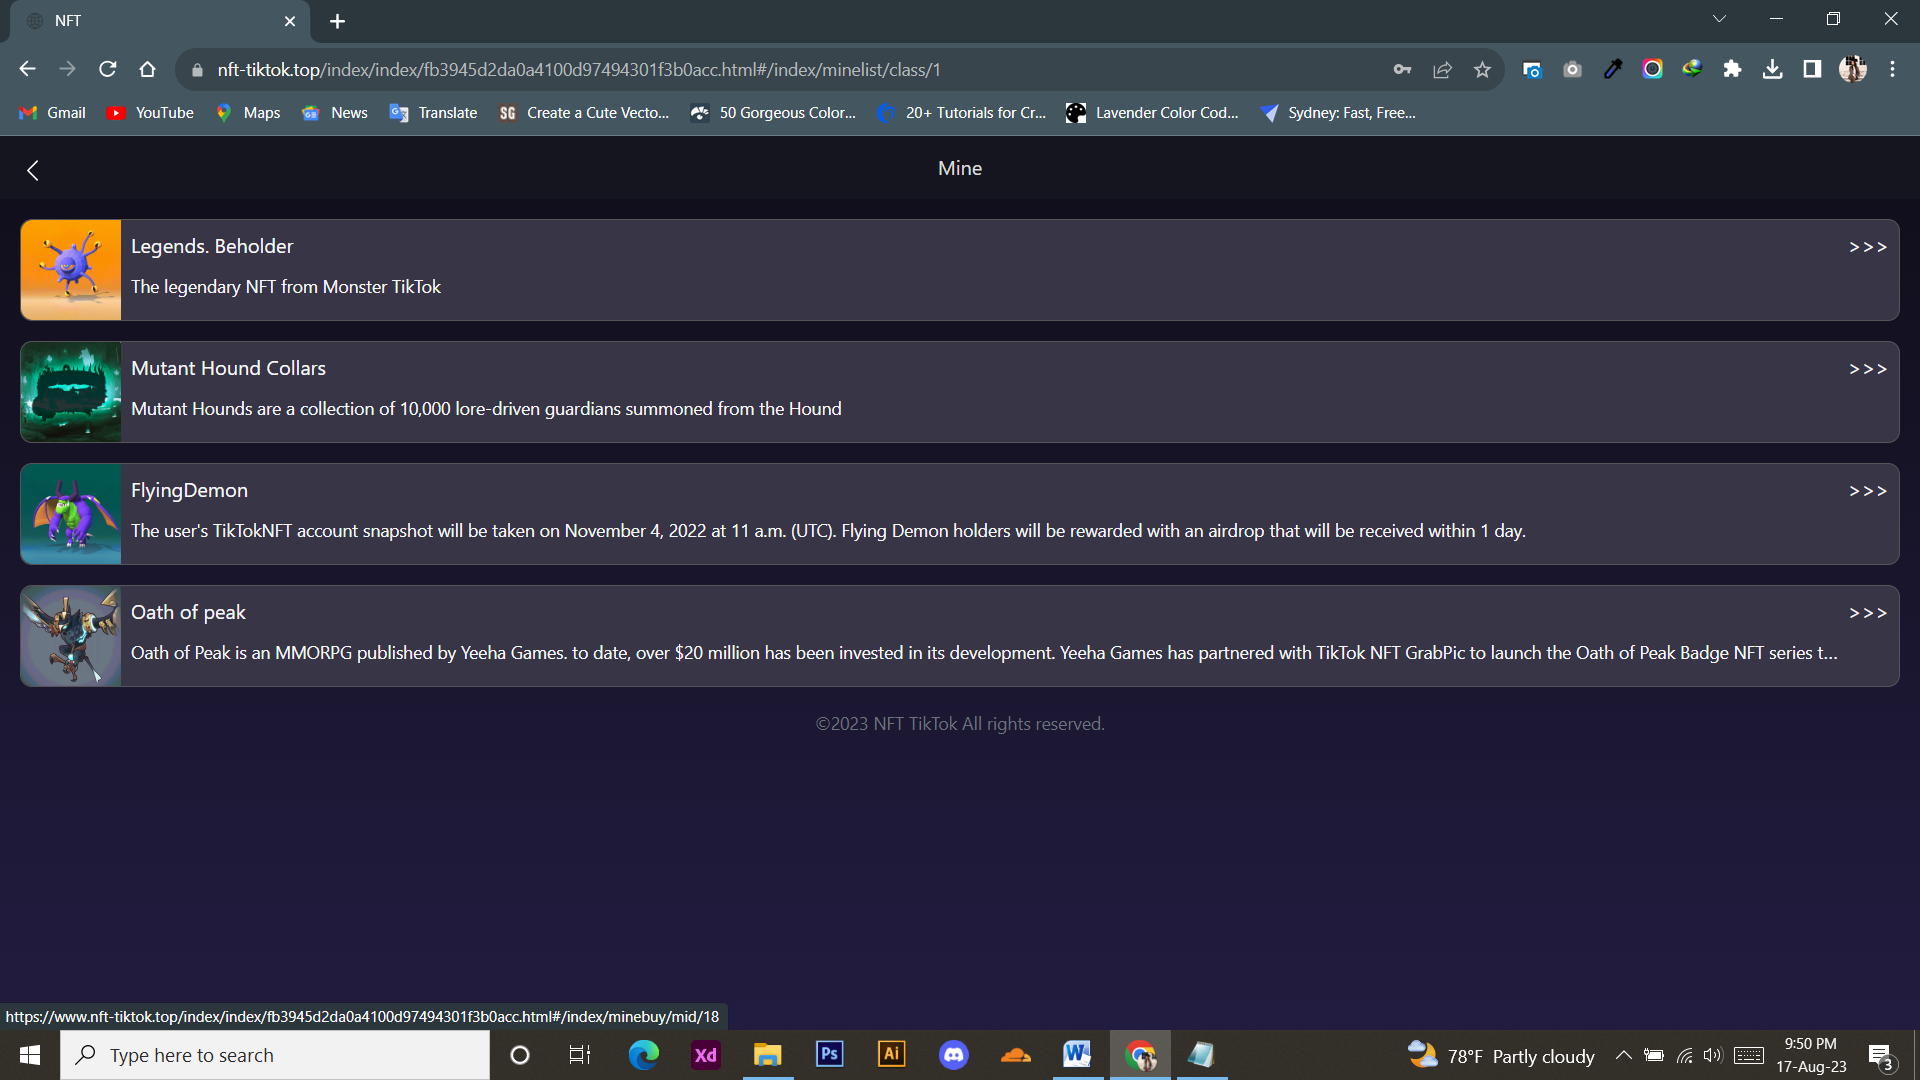 NFT
nft-tiktok.top/index/index/fb3945d2da0a4100d97494301f3b0acc.html#/index/minelist/class/1
Gmail YouTube Maps News Translate SG Create a Cute Vecto... 50 Gorgeous Color... 20+ Tutorials for Cr... Lavender Color Cod... Sydney: Fast, Free...
Mine
Legends. Beholder >>>
The legendary NFT from Monster TikTok
Mutant Hound Collars >>>
Mutant Hounds are a collection of 10,000 lore-driven guardians summoned from the Hound
FlyingDemon >>>
The user's TikTokNFT account snapshot will be taken on November 4, 2022 at 11 a.m. (UTC). Flying Demon holders will be rewarded with an airdrop that will be received within 1 day.
Oath of peak >>>
Oath of Peak is an MMORPG published by Yeeha Games. to date, over $20 million has been invested in its development. Yeeha Games has partnered with TikTok NFT GrabPic to launch the Oath of Peak Badge NFT series t...
©2023 NFT TikTok All rights reserved.
https://www.nft-tiktok.top/index/index/fb3945d2da0a4100d97494301f3b0acc.html#/index/minebuy/mid/18
Type here to search Xd Ps Ai W 78°F Partly cloudy 9:50 PM
17-Aug-23 3